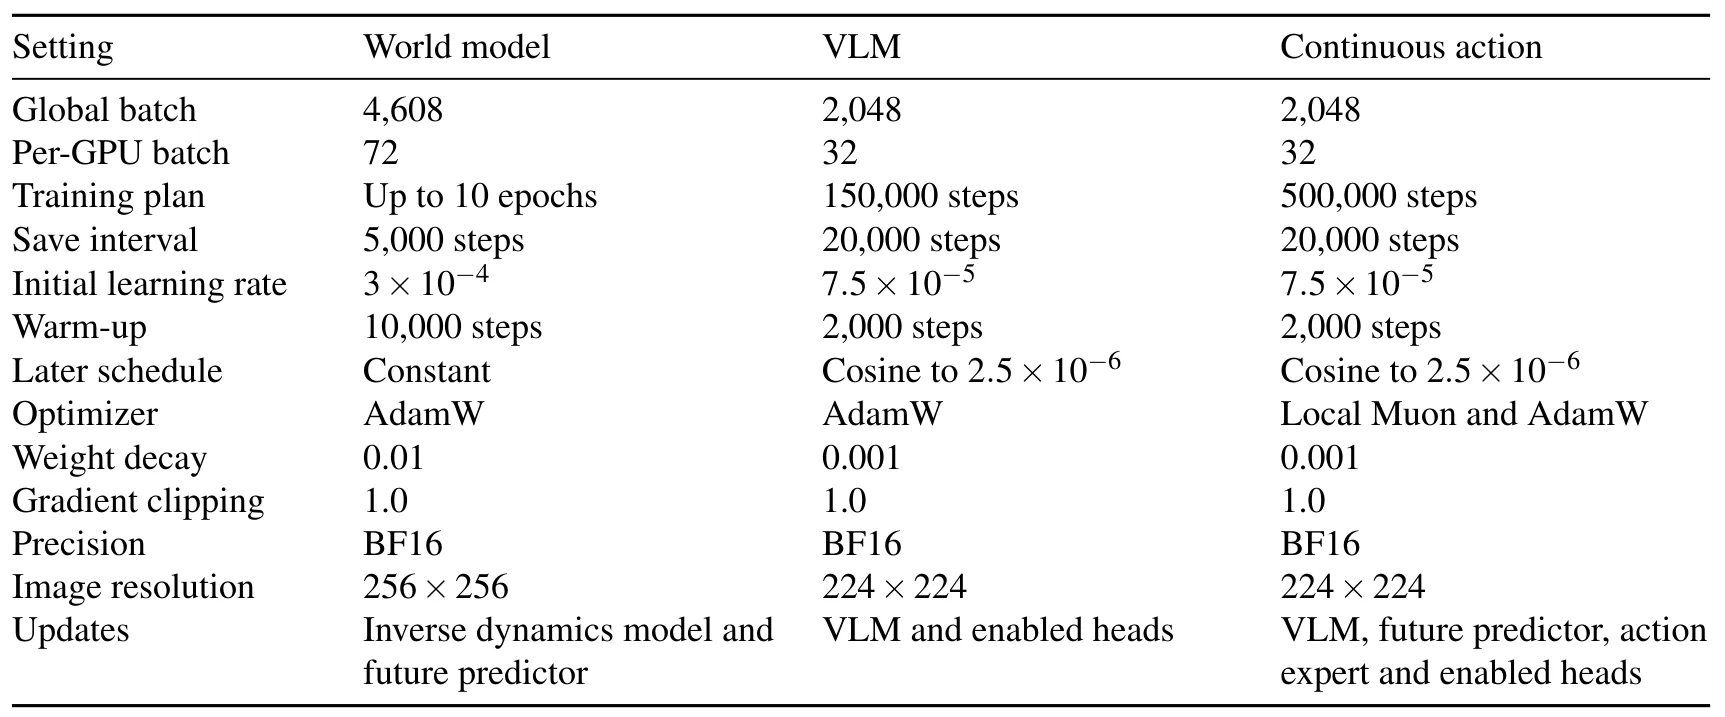 Setting World model VLM Continuous action
Global batch 4,608 2,048 2,048
Per-GPU batch 72 32 32
Training plan Up to 10 epochs 150,000 steps 500,000 steps
Save interval 5,000 steps 20,000 steps 20,000 steps
Initial learning rate 3 × 10⁻⁴ 7.5 × 10⁻⁵ 7.5 × 10⁻⁵
Warm-up 10,000 steps 2,000 steps 2,000 steps
Later schedule Constant Cosine to 2.5 × 10⁻⁶ Cosine to 2.5 × 10⁻⁶
Optimizer AdamW AdamW Local Muon and AdamW
Weight decay 0.01 0.001 0.001
Gradient clipping 1.0 1.0 1.0
Precision BF16 BF16 BF16
Image resolution 256 × 256 224 × 224 224 × 224
Updates Inverse dynamics model and VLM and enabled heads VLM, future predictor, action
future predictor expert and enabled heads